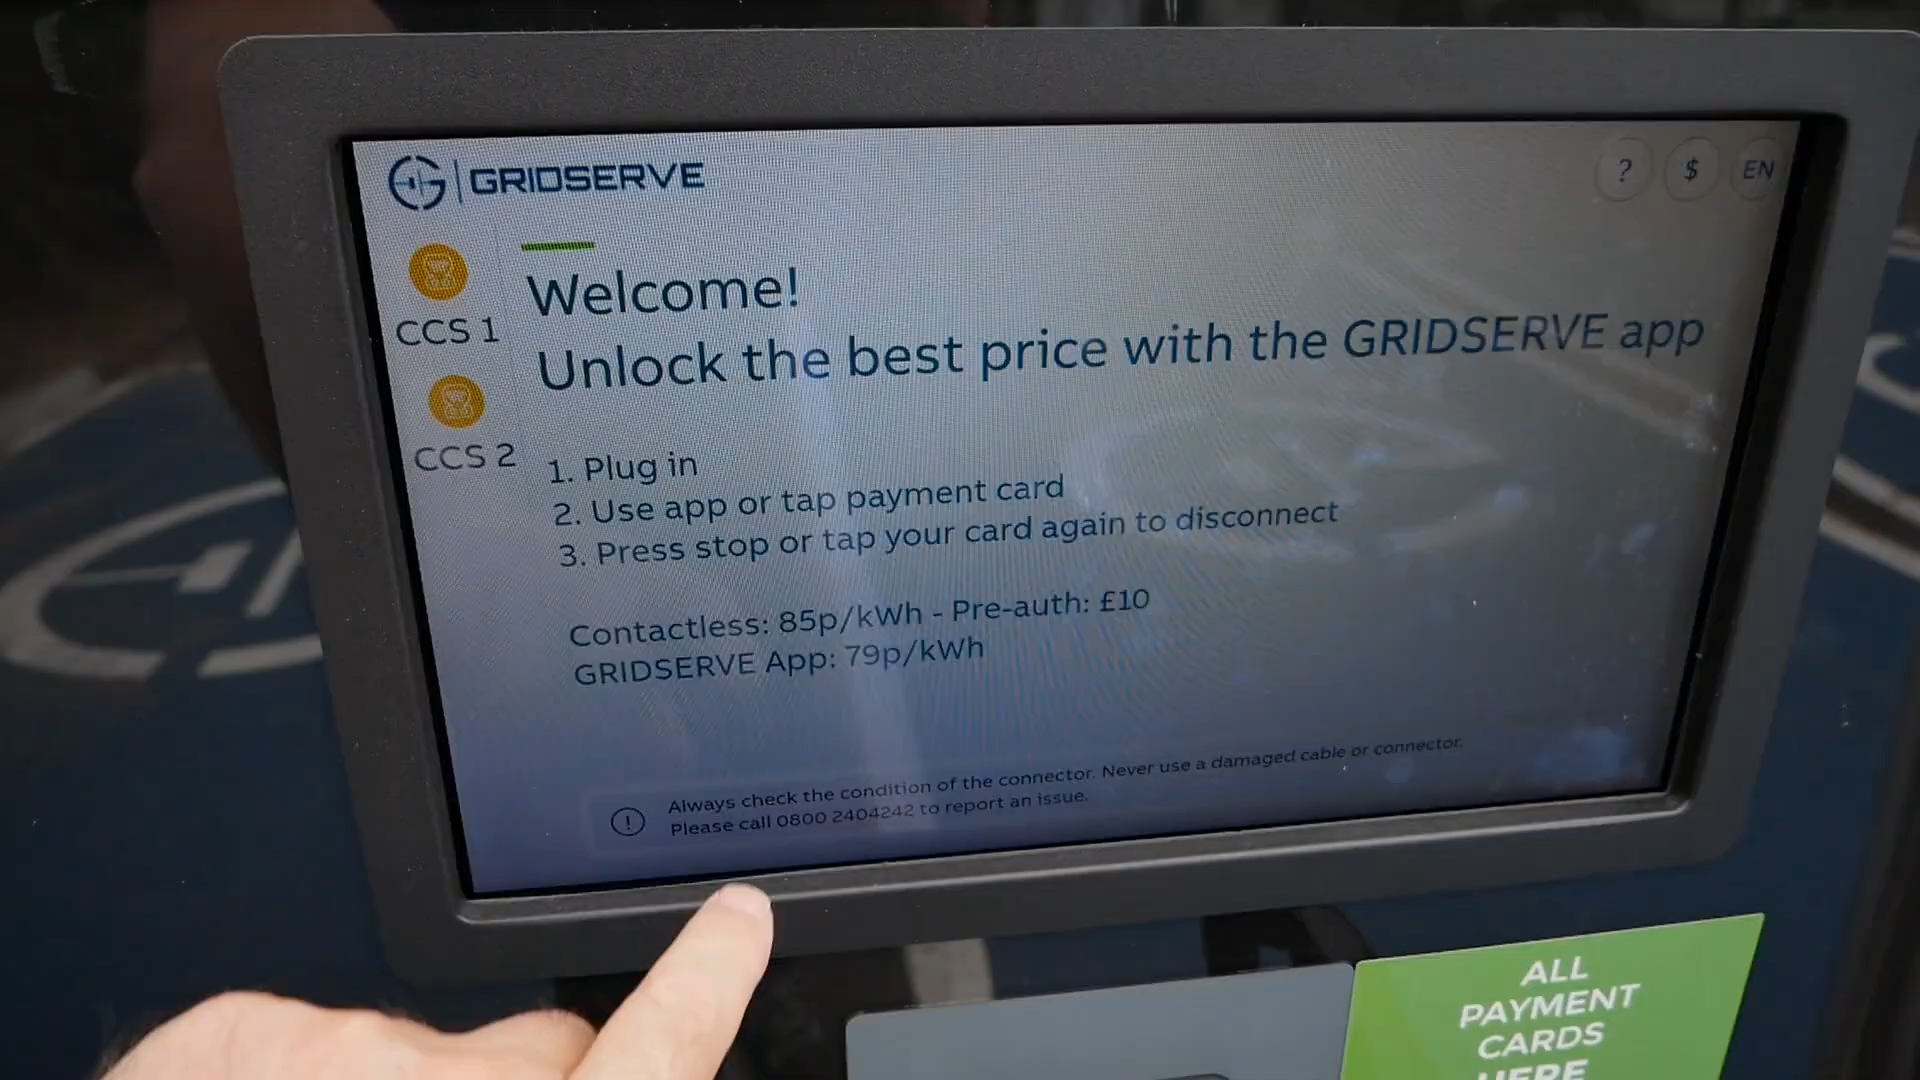 GRIDSERVE
? $ EN
CCS 1
CCS 2
Welcome!
Unlock the best price with the GRIDSERVE app
1. Plug in
2. Use app or tap payment card
3. Press stop or tap your card again to disconnect
Contactless: 85p/kWh - Pre-auth: £10
GRIDSERVE App: 79p/kWh
Always check the condition of the connector. Never use a damaged cable or connector.
Please call 0800 2404242 to report an issue.
ALL
PAYMENT
CARDS
HERE